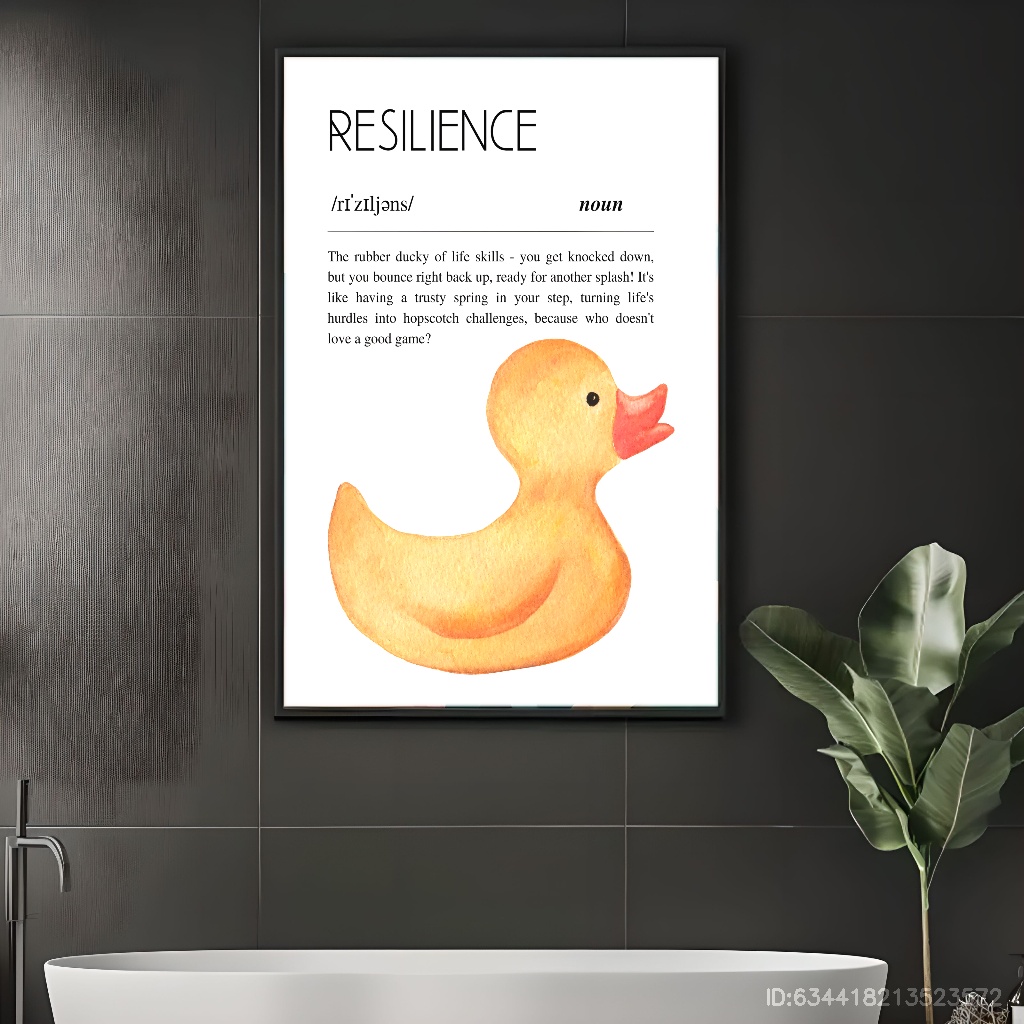 RESILIENCE
/rɪˈzɪljəns/ noun
The rubber ducky of life skills - you get knocked down,
but you bounce right back up, ready for another splash! It's
like having a trusty spring in your step, turning life's
hurdles into hopscotch challenges, because who doesn't
love a good game?
ID:634418213523572